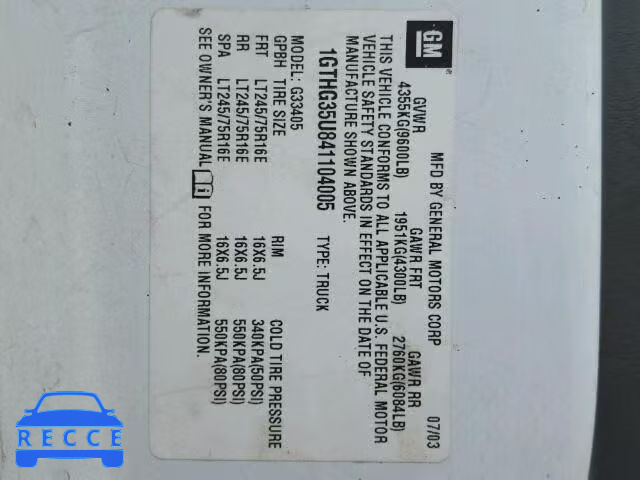 GM ®
MFD BY GENERAL MOTORS CORP 07/03
GVWR GAWR FRT GAWR RR
4355KG(9600LB) 1951KG(4300LB) 2760KG(6084LB)
THIS VEHICLE CONFORMS TO ALL APPLICABLE U.S. FEDERAL MOTOR
VEHICLE SAFETY STANDARDS IN EFFECT ON THE DATE OF
MANUFACTURE SHOWN ABOVE.
1GTHG35U841104005 TYPE: TRUCK
MODEL: G33405
GPBH TIRE SIZE RIM COLD TIRE PRESSURE
FRT LT245/75R16E 16X6.5J 340KPA(50PSI)
RR LT245/75R16E 16X6.5J 550KPA(80PSI)
SPA LT245/75R16E 16X6.5J 550KPA(80PSI)
SEE OWNER'S MANUAL i FOR MORE INFORMATION.
RECCE